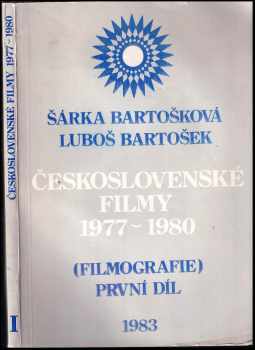 ČESKOSLOVENSKÉ FILMY 1977-1980
I
ŠÁRKA BARTOŠKOVÁ
LUBOŠ BARTOŠEK
ČESKOSLOVENSKÉ
FILMY
1977~1980
(FILMOGRAFIE)
PRVNÍ DÍL
1983